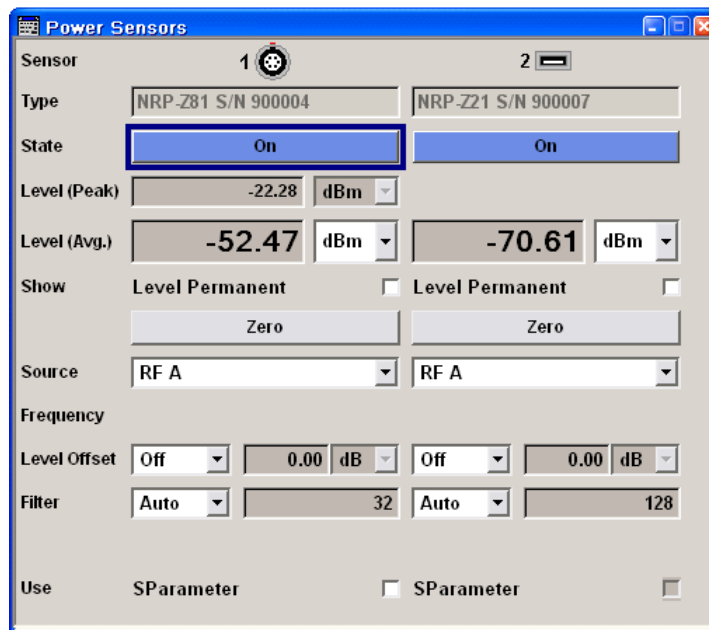 Power Sensors
Sensor 1 2
Type NRP-Z81 S/N 900004 NRP-Z21 S/N 900007
State On On
Level (Peak) -22.28 dBm
Level (Avg.) -52.47 dBm -70.61 dBm
Show Level Permanent Level Permanent
Zero Zero
Source RF A RF A
Frequency
Level Offset Off 0.00 dB Off 0.00 dB
Filter Auto 32 Auto 128
Use SParameter SParameter